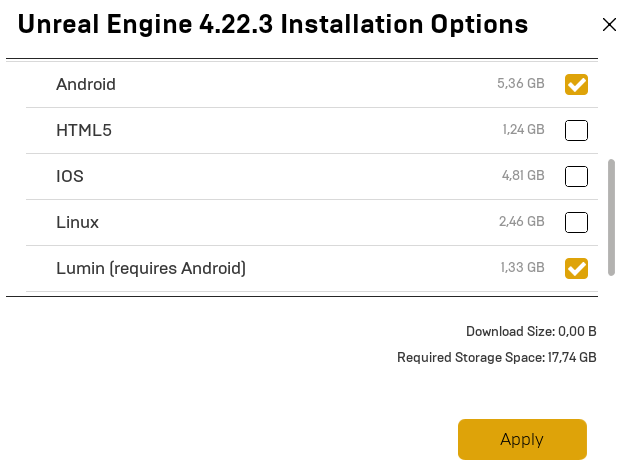 Unreal Engine 4.22.3 Installation Options
Android 5,36 GB
HTML5 1,24 GB
IOS 4,81 GB
Linux 2,46 GB
Lumin (requires Android) 1,33 GB
Download Size: 0,00 B
Required Storage Space: 17,74 GB
Apply